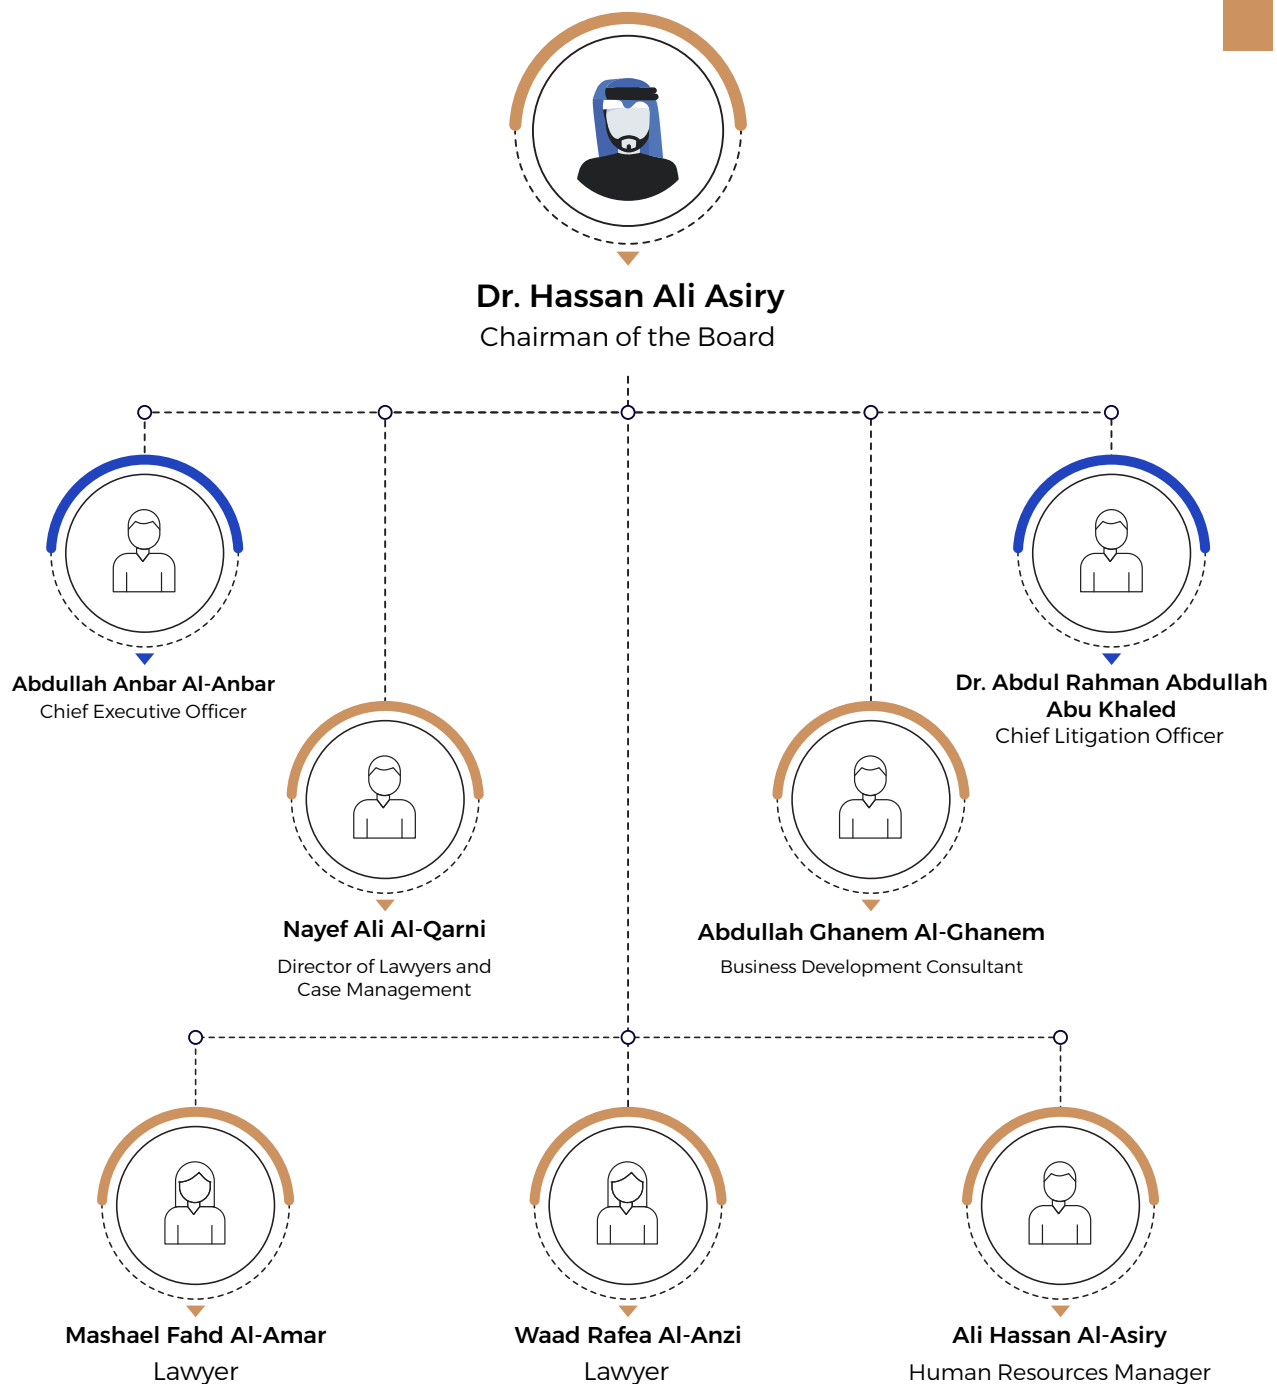 Dr. Hassan Ali Asiry
Chairman of the Board
Abdullah Anbar Al-Anbar
Chief Executive Officer
Dr. Abdul Rahman Abdullah
Abu Khaled
Chief Litigation Officer
Nayef Ali Al-Qarni
Director of Lawyers and
Case Management
Abdullah Ghanem Al-Ghanem
Business Development Consultant
Mashael Fahd Al-Amar
Lawyer
Waad Rafea Al-Anzi
Lawyer
Ali Hassan Al-Asiry
Human Resources Manager